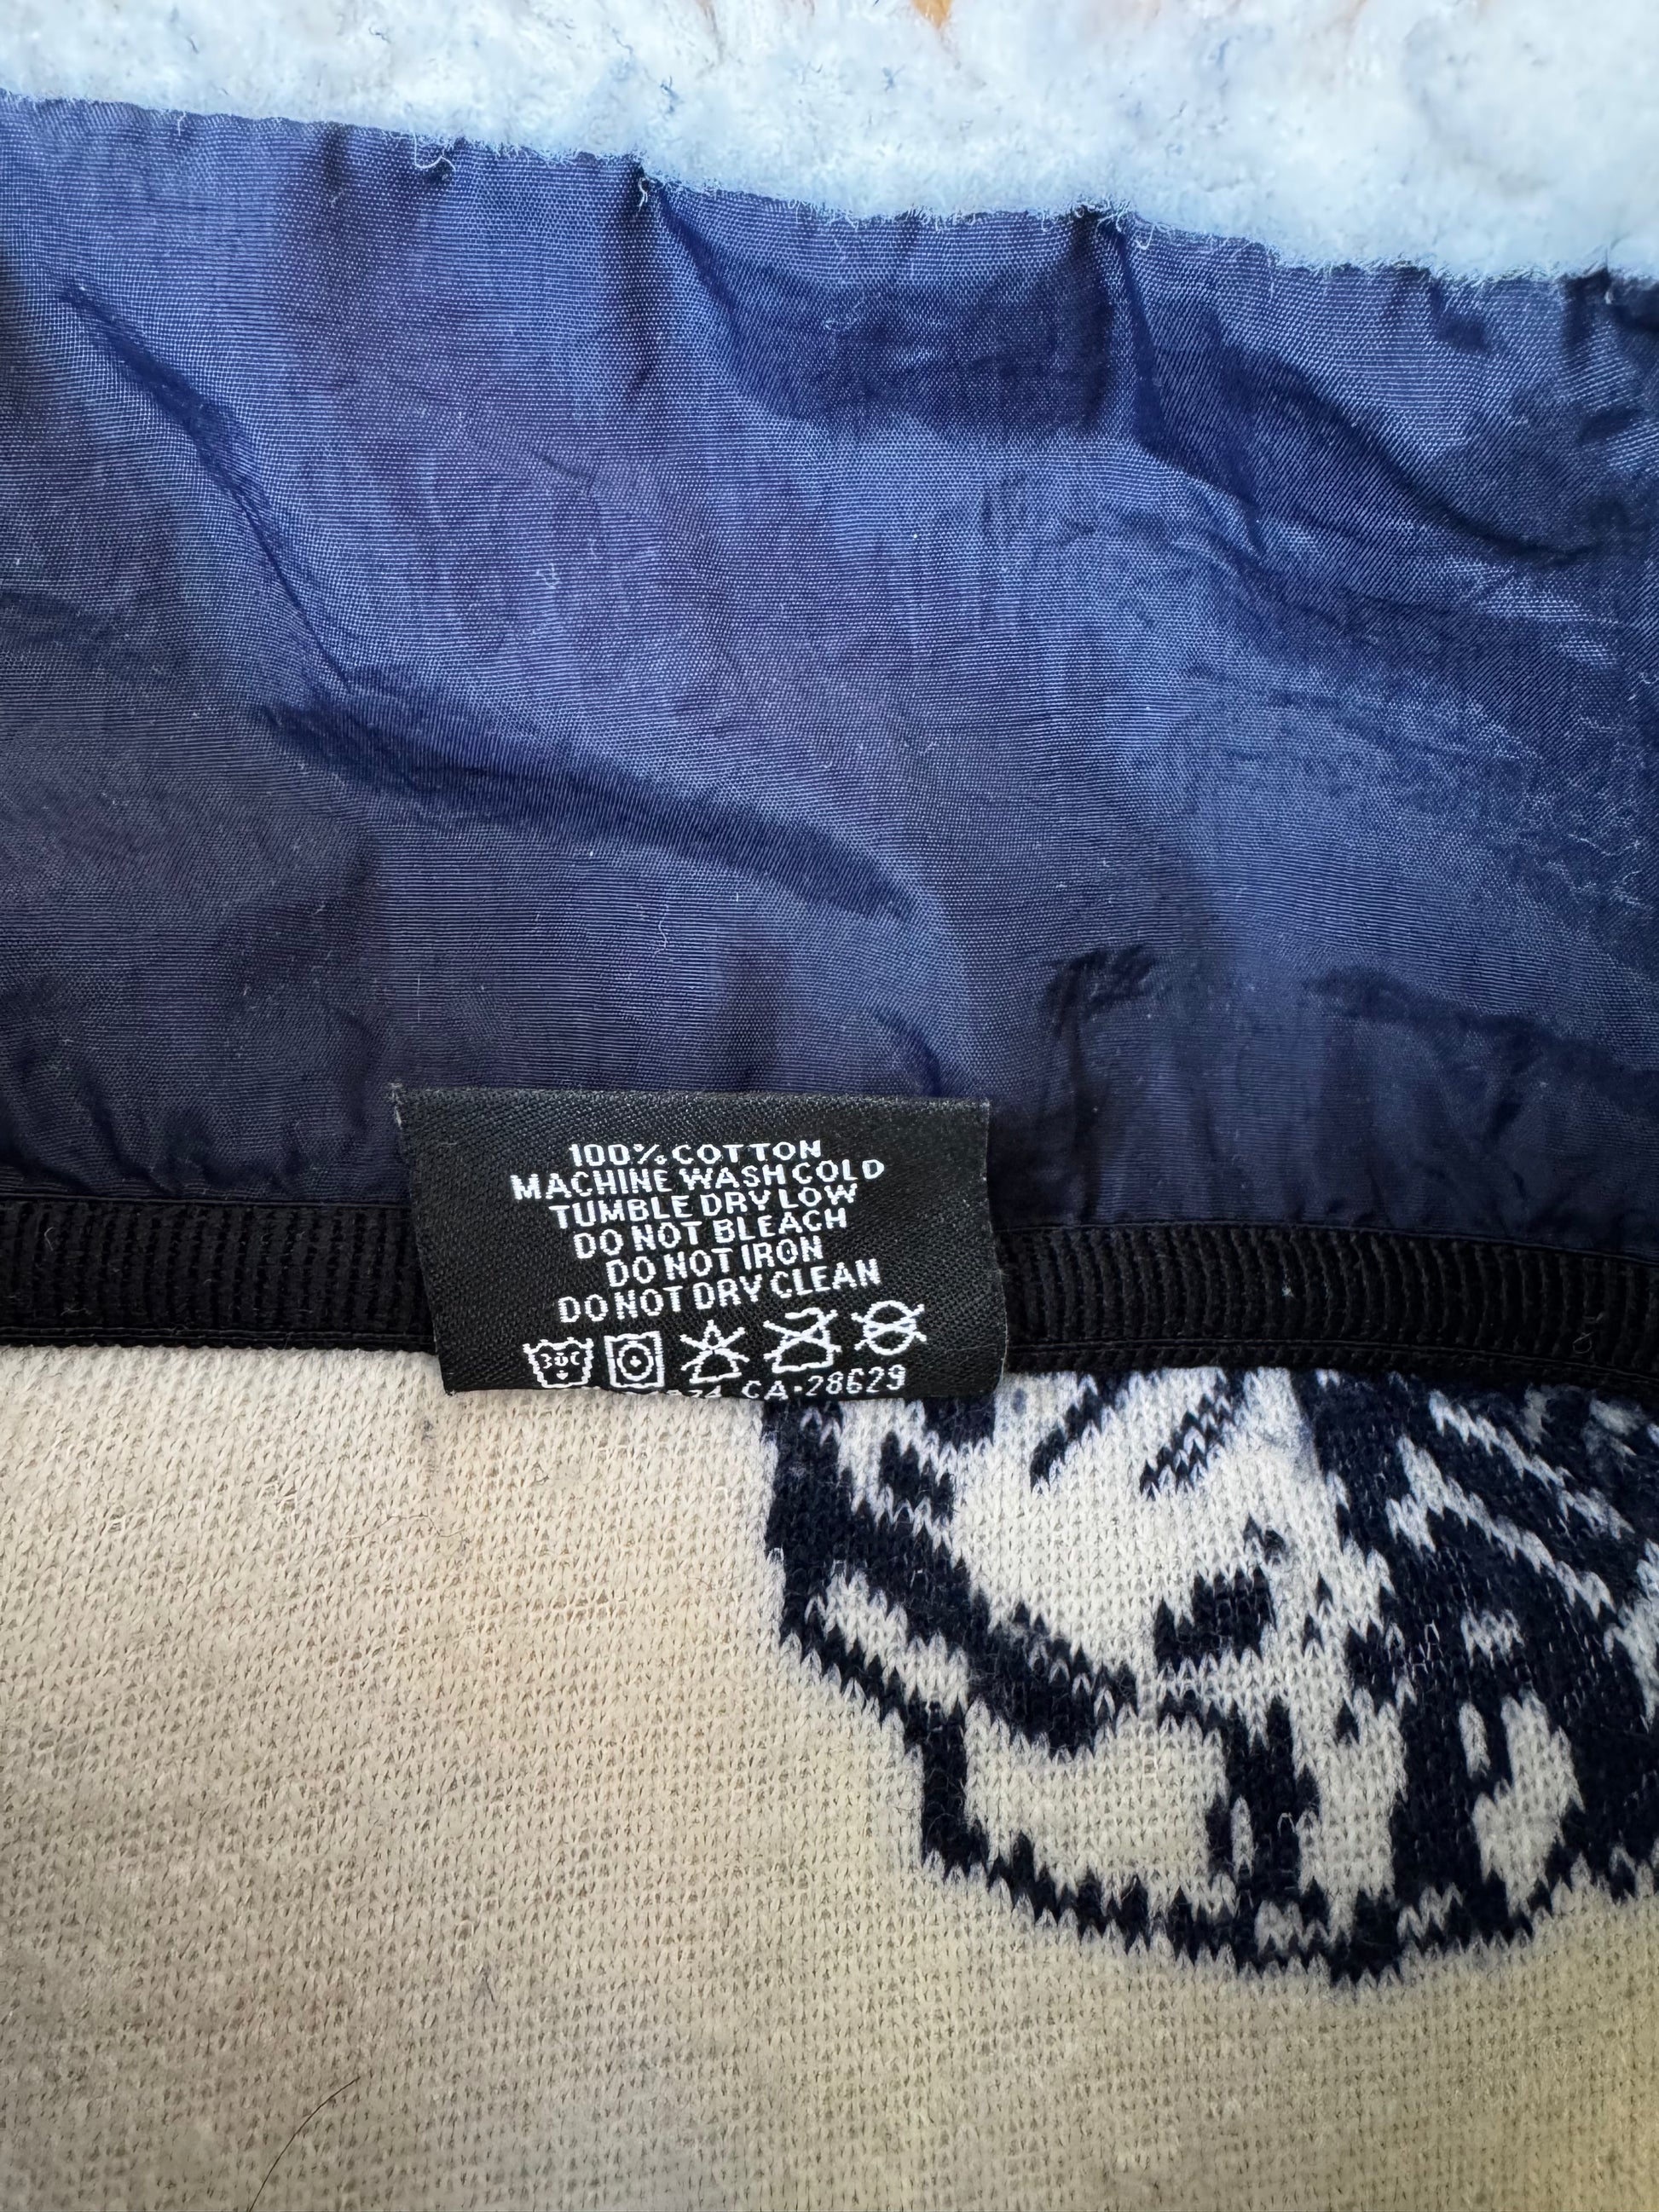 100% COTTON
MACHINE WASH COLD
TUMBLE DRY LOW
DO NOT BLEACH
DO NOT IRON
DO NOT DRY CLEAN
30C
CA-28629